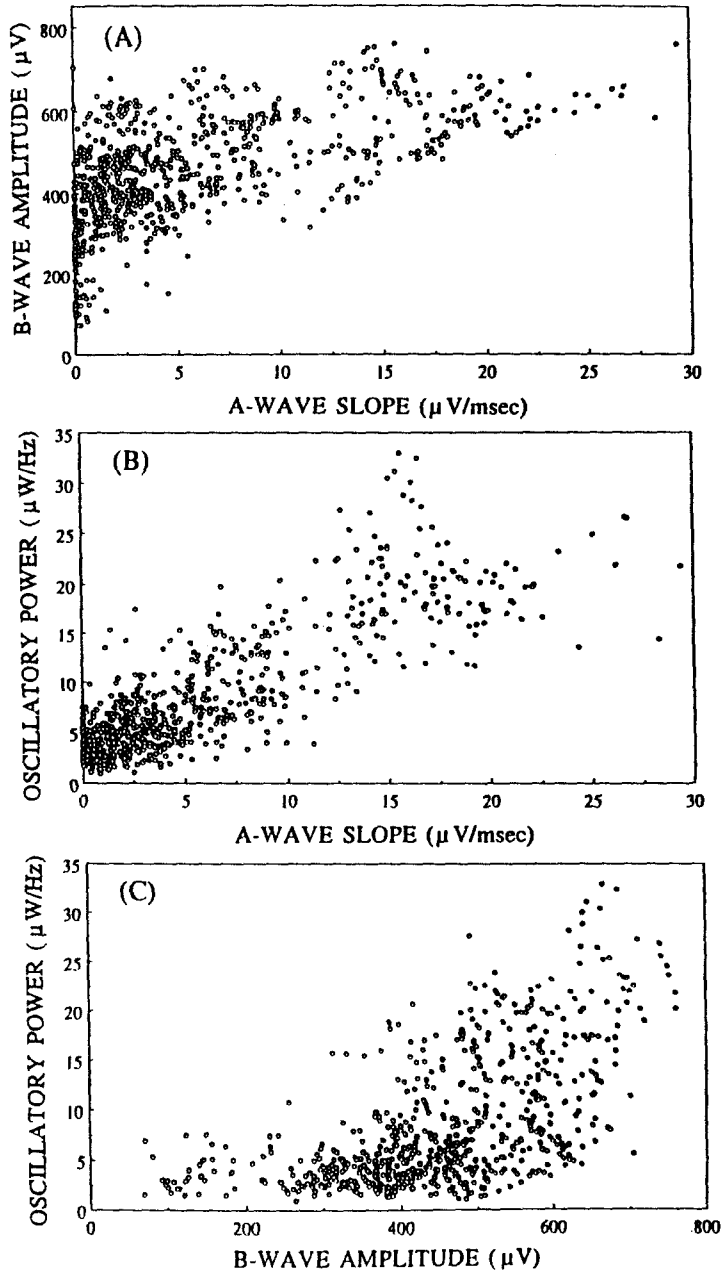 (A)
B-WAVE AMPLITUDE (μV)
800
600
400
200
0
0 5 10 15 20 25 30
A-WAVE SLOPE (μV/msec)
(B)
OSCILLATORY POWER (μW/Hz)
35
30
25
20
15
10
5
0
0 5 10 15 20 25 30
A-WAVE SLOPE (μV/msec)
(C)
OSCILLATORY POWER (μW/Hz)
35
30
25
20
15
10
5
0
0 200 400 600 800
B-WAVE AMPLITUDE (μV)